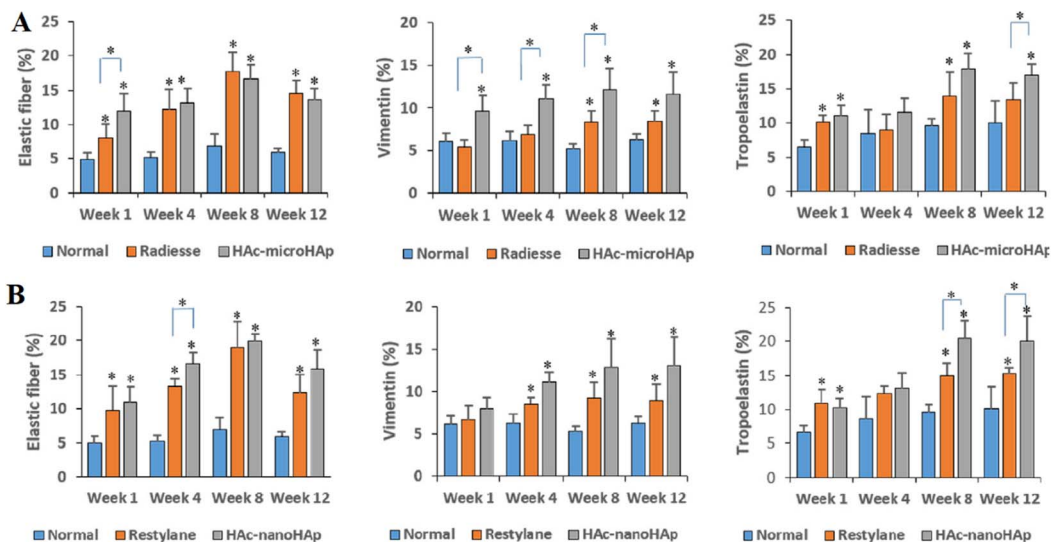 A
Elastic fiber (%)
25
20
15
10
5
0
* * * * * * * * *
Week 1 Week 4 Week 8 Week 12
Normal Radiesse HAc-microHAp
Vimentin (%)
20
15
10
5
0
* * * * * * * * *
Week 1 Week 4 Week 8 Week 12
Normal Radiesse HAc-microHAp
Tropoelastin (%)
25
20
15
10
5
0
* * * * * *
Week 1 Week 4 Week 8 Week 12
Normal Radiesse HAc-microHAp
B
Elastic fiber (%)
25
20
15
10
5
0
* * * * * * * * *
Week 1 Week 4 Week 8 Week 12
Normal Restylane HAc-nanoHAp
Vimentin (%)
20
15
10
5
0
* * * * * *
Week 1 Week 4 Week 8 Week 12
Normal Restylane HAc-nanoHAp
Tropoelastin (%)
25
20
15
10
5
0
* * * * * * * *
Week 1 Week 4 Week 8 Week 12
Normal Restylane HAc-nanoHAp